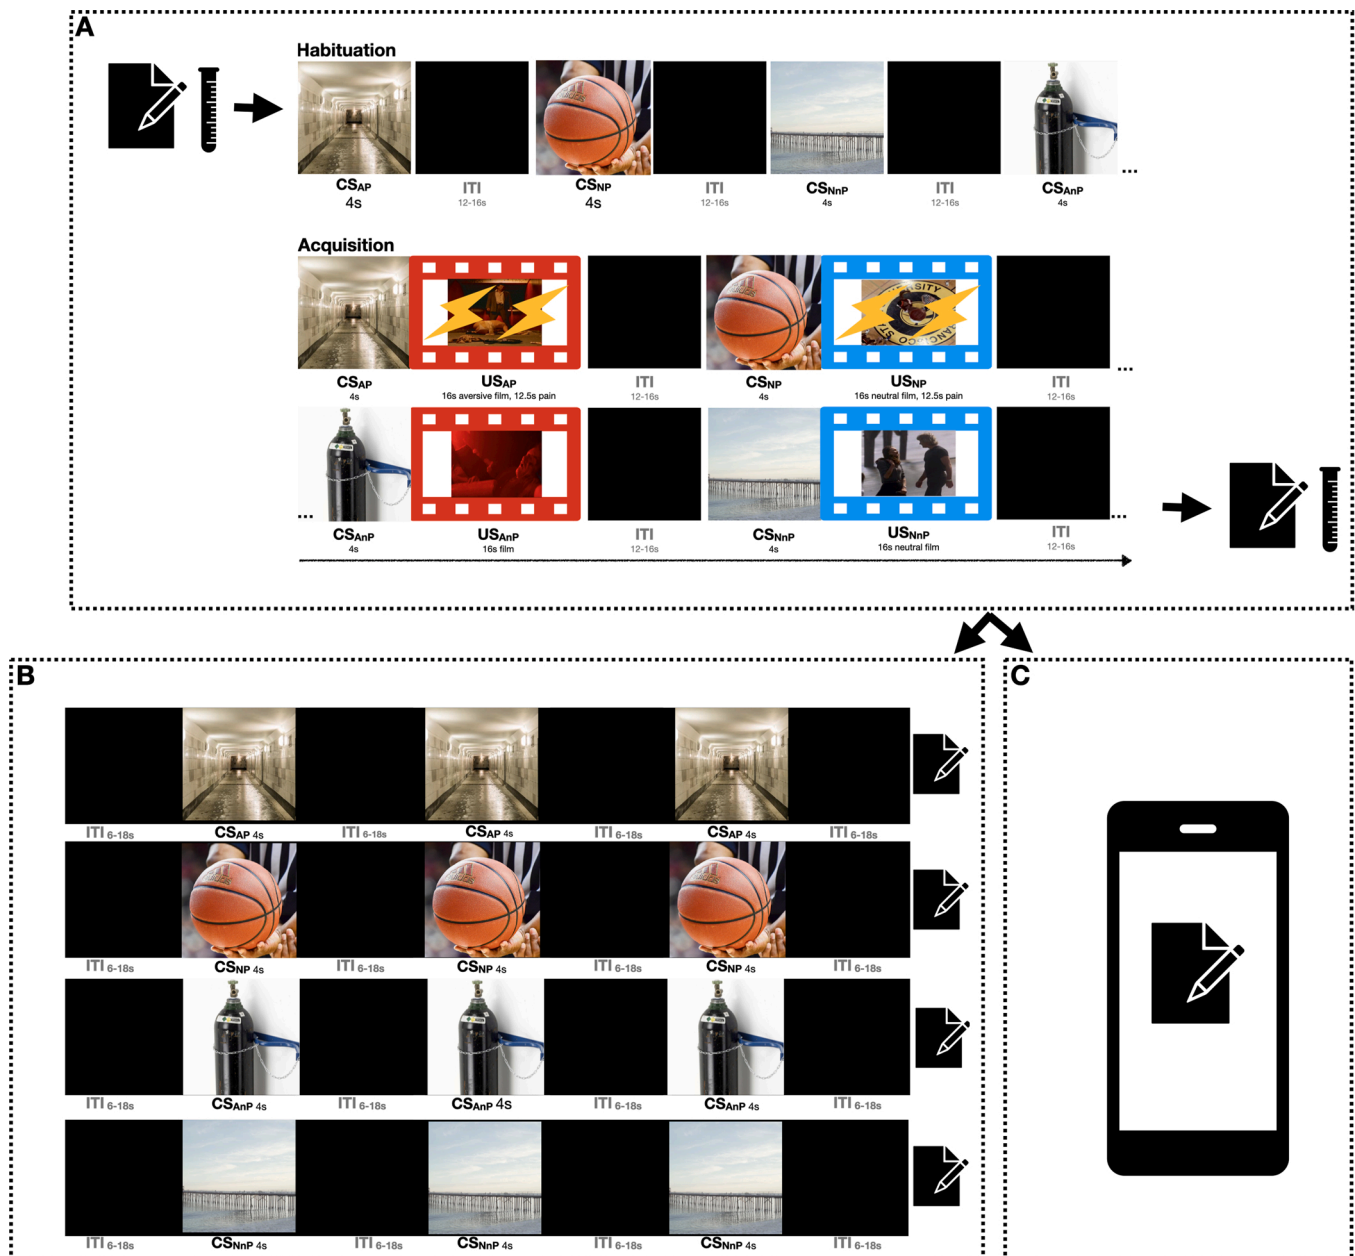 A
Habituation
CSAP ITI CSNP ITI CSNnP ITI CSAnP ...
4s 12-16s 4s 12-16s 4s 12-16s 4s
Acquisition
CSAP USAP ITI CSNP USNP ITI ...
4s 16s aversive film, 12.5s pain 12-16s 4s 16s neutral film, 12.5s pain 12-16s
... CSAnP USAnP ITI CSNnP USNnP ITI ...
4s 16s film 12-16s 4s 16s neutral film 12-16s
B
ITI 6-18s CSAP 4s ITI 6-18s CSAP 4s ITI 6-18s CSAP 4s ITI 6-18s
ITI 6-18s CSNP 4s ITI 6-18s CSNP 4s ITI 6-18s CSNP 4s ITI 6-18s
ITI 6-18s CSAnP 4s ITI 6-18s CSAnP 4s ITI 6-18s CSAnP 4s ITI 6-18s
ITI 6-18s CSNnP 4s ITI 6-18s CSNnP 4s ITI 6-18s CSNnP 4s ITI 6-18s
C